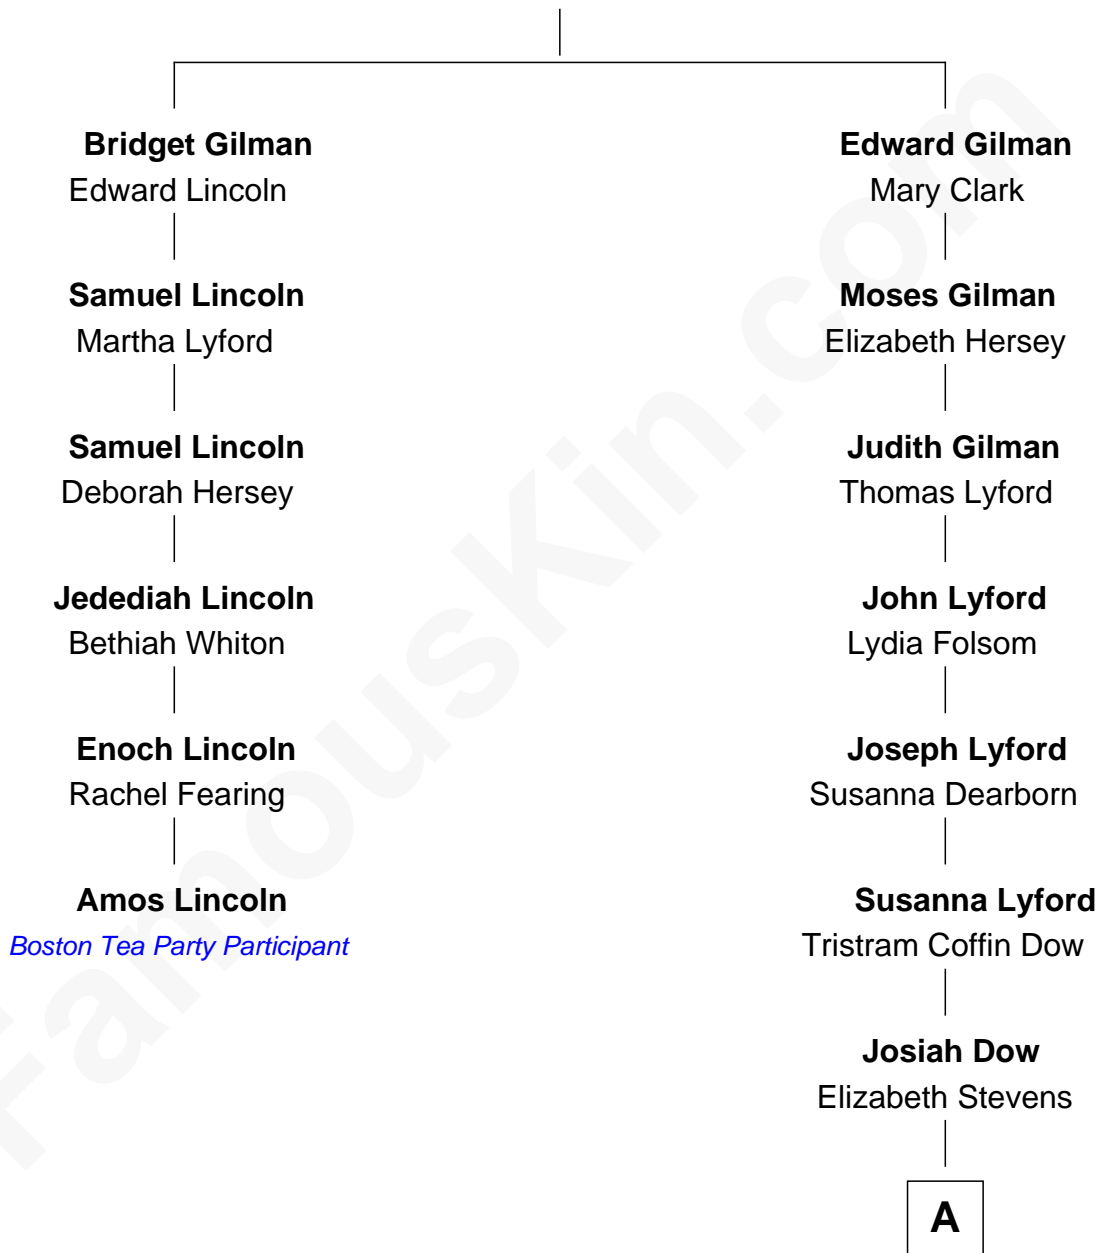 Bridget Gilman
Edward Lincoln
Samuel Lincoln
Martha Lyford
Samuel Lincoln
Deborah Hersey
Jedediah Lincoln
Bethiah Whiton
Enoch Lincoln
Rachel Fearing
Amos Lincoln
Boston Tea Party Participant
Edward Gilman
Mary Clark
Moses Gilman
Elizabeth Hersey
Judith Gilman
Thomas Lyford
John Lyford
Lydia Folsom
Joseph Lyford
Susanna Dearborn
Susanna Lyford
Tristram Coffin Dow
Josiah Dow
Elizabeth Stevens
A
FamousKin.com